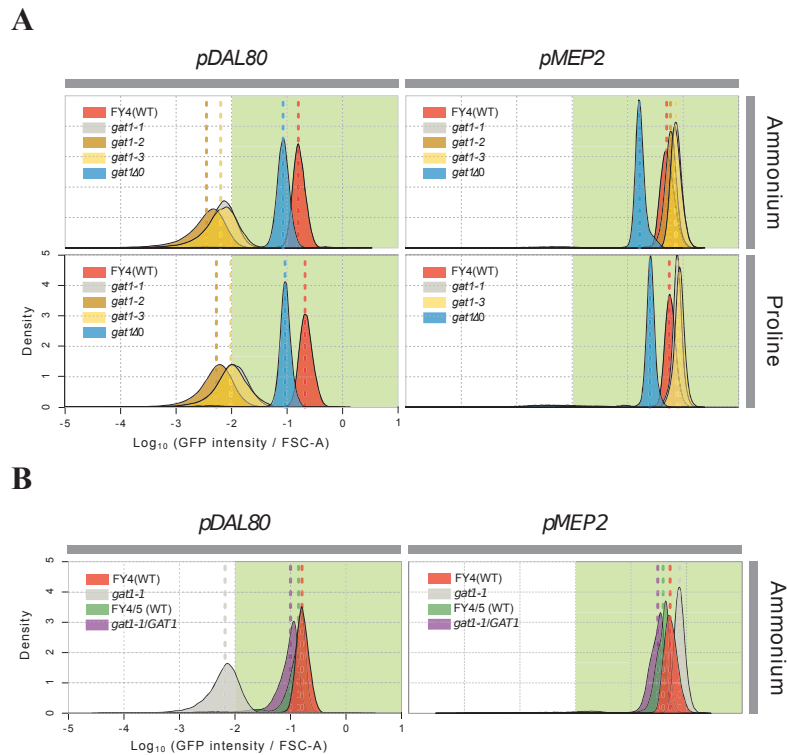 A
pDAL80
pMEP2
FY4(WT)
gat1-1
gat1-2
gat1-3
gat1Δ0
FY4(WT)
gat1-1
gat1-2
gat1-3
gat1Δ0
Ammonium
5
4
3
2
1
0
Density
FY4(WT)
gat1-1
gat1-2
gat1-3
gat1Δ0
FY4(WT)
gat1-1
gat1-3
gat1Δ0
Proline
-5 -4 -3 -2 -1 0 1
Log10 (GFP intensity / FSC-A)
B
pDAL80
pMEP2
5
4
3
2
1
0
Density
FY4(WT)
gat1-1
FY4/5 (WT)
gat1-1/GAT1
FY4(WT)
gat1-1
FY4/5 (WT)
gat1-1/GAT1
Ammonium
-5 -4 -3 -2 -1 0 1
Log10 (GFP intensity / FSC-A)